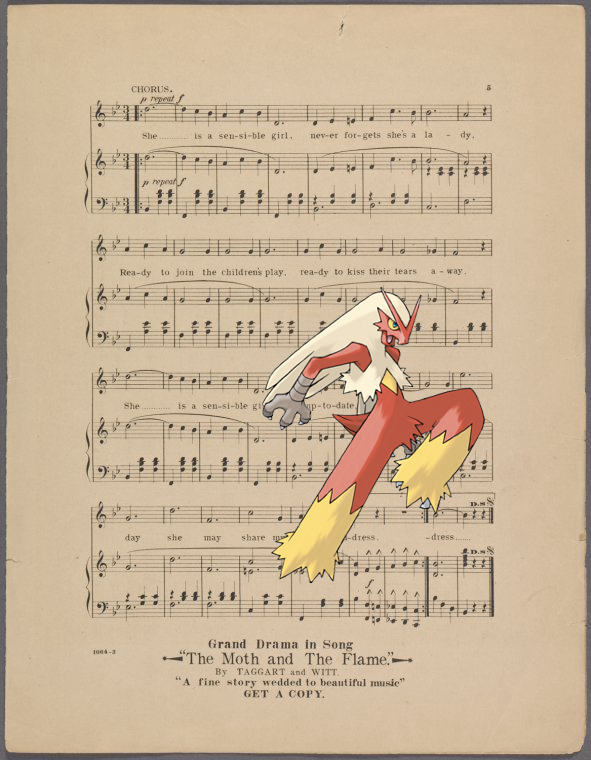 CHORUS.
5
p repeat f
She is a sen-si-ble girl, nev-er for-gets she's a la-dy,
p repeat f
Rea-dy to join the children's play, rea-dy to kiss their tears a-way,
She is a sen-si-ble up-to-date,
D.S.
day she may share -dress. -dress
D.S.
f
1064-3
Grand Drama in Song
"The Moth and The Flame."
By TAGGART and WITT.
"A fine story wedded to beautiful music"
GET A COPY.